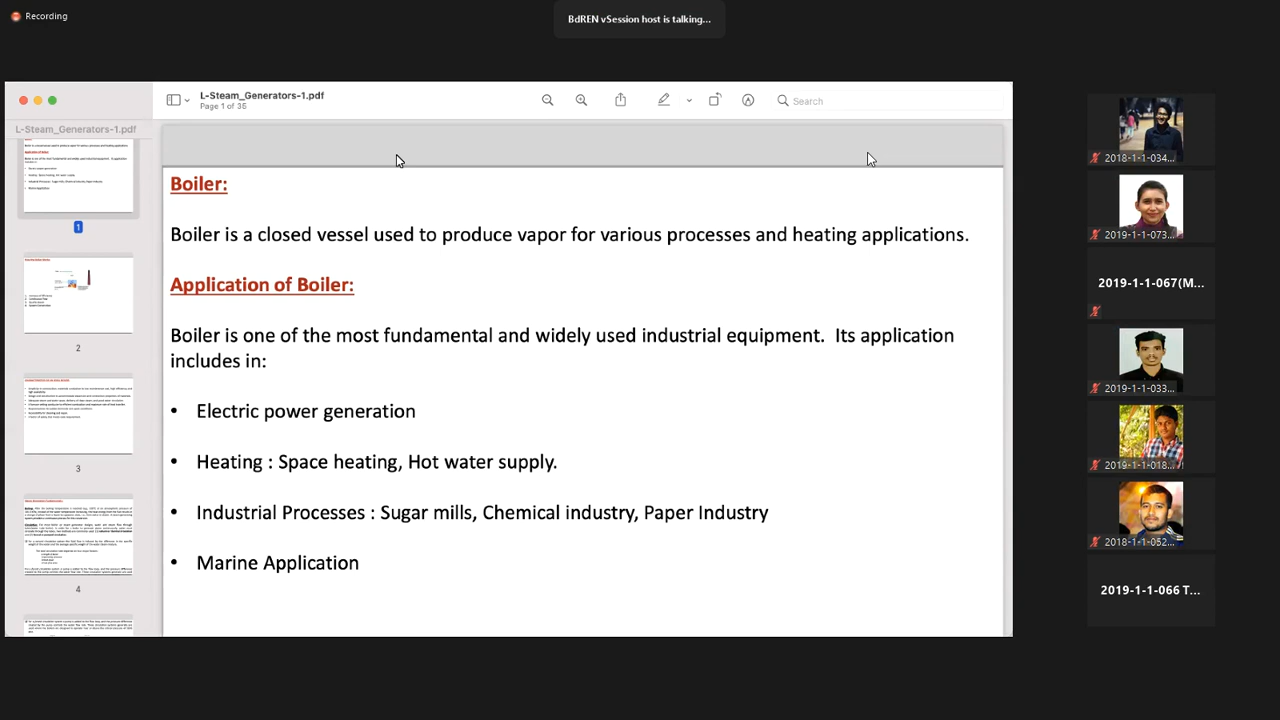 Recording
BdREN vSession host is talking...
L-Steam_Generators-1.pdf
Page 1 of 35
Search
L-Steam_Generators-1.pdf
1
2
3
4
Boiler:
Boiler is a closed vessel used to produce vapor for various processes and heating applications.
Application of Boiler:
Boiler is one of the most fundamental and widely used industrial equipment.  Its application
includes in:
• Electric power generation
• Heating : Space heating, Hot water supply.
• Industrial Processes : Sugar mills, Chemical industry, Paper Industry
• Marine Application
2018-1-1-034...
2019-1-1-073...
2019-1-1-067(M...
2019-1-1-033...
2019-1-1-018...
2018-1-1-052...
2019-1-1-066 T...